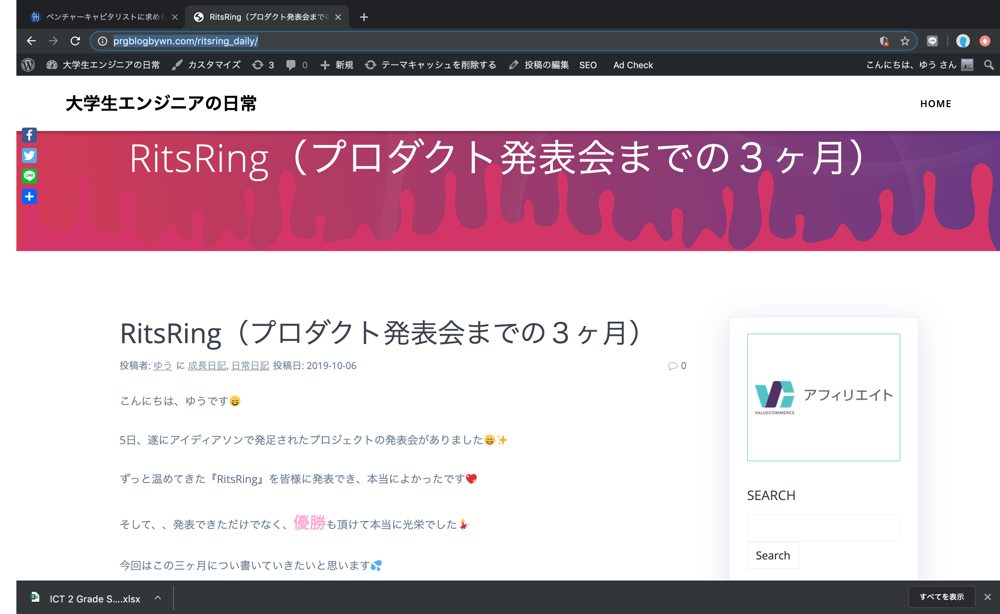 ベンチャーキャピタリストに求めら
RitsRing（プロダクト発表会までの
prgblogbywn.com/ritsring_daily/
大学生エンジニアの日常 カスタマイズ 3 0 新規 テーマキャッシュを削除する 投稿の編集 SEO Ad Check こんにちは、ゆう さん
大学生エンジニアの日常
HOME
RitsRing（プロダクト発表会までの３ヶ月）
LINE
RitsRing（プロダクト発表会までの３ヶ月）
投稿者: ゆう に 成長日記, 日常日記 投稿日: 2019-10-06 0
こんにちは、ゆうです😄
5日、遂にアイディアソンで発足されたプロジェクトの発表会がありました😄✨
ずっと温めてきた『RitsRing』を皆様に発表でき、本当によかったです💖
そして、、発表できただけでなく、優勝も頂けて本当に光栄でした💃
今回はこの三ヶ月につい書いていきたいと思います💦
VALUECOMMERCE
アフィリエイト
SEARCH
Search
ICT 2 Grade S....xlsx
すべてを表示